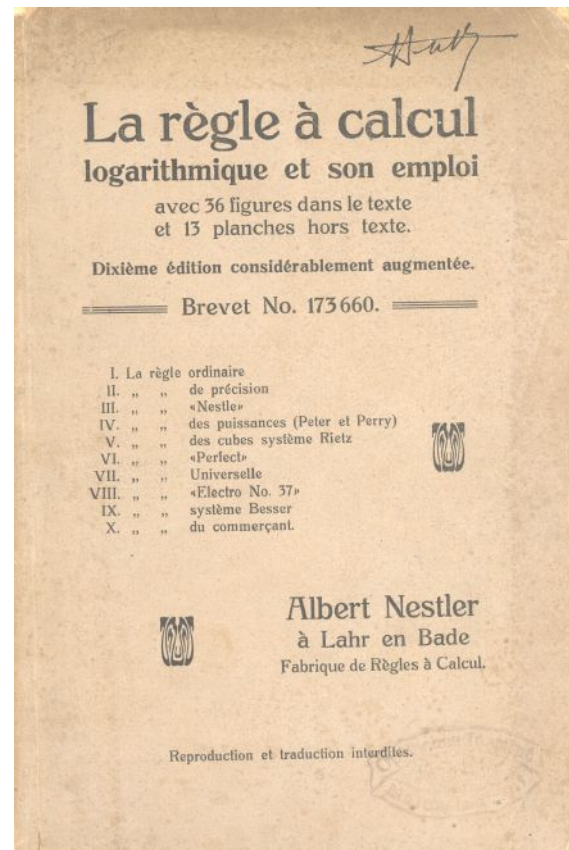 La règle à calcul
logarithmique et son emploi
avec 36 figures dans le texte
et 13 planches hors texte.
Dixième édition considérablement augmentée.
Brevet No. 173660.
I. La règle ordinaire
II. „ „ de précision
III. „ „ «Nestle»
IV. „ „ des puissances (Peter et Perry)
V. „ „ des cubes système Rietz
VI. „ „ «Perfect»
VII. „ „ Universelle
VIII. „ „ «Electro No. 37»
IX. „ „ système Besser
X. „ „ du commerçant.
Albert Nestler
à Lahr en Bade
Fabrique de Règles à Calcul.
Reproduction et traduction interdites.